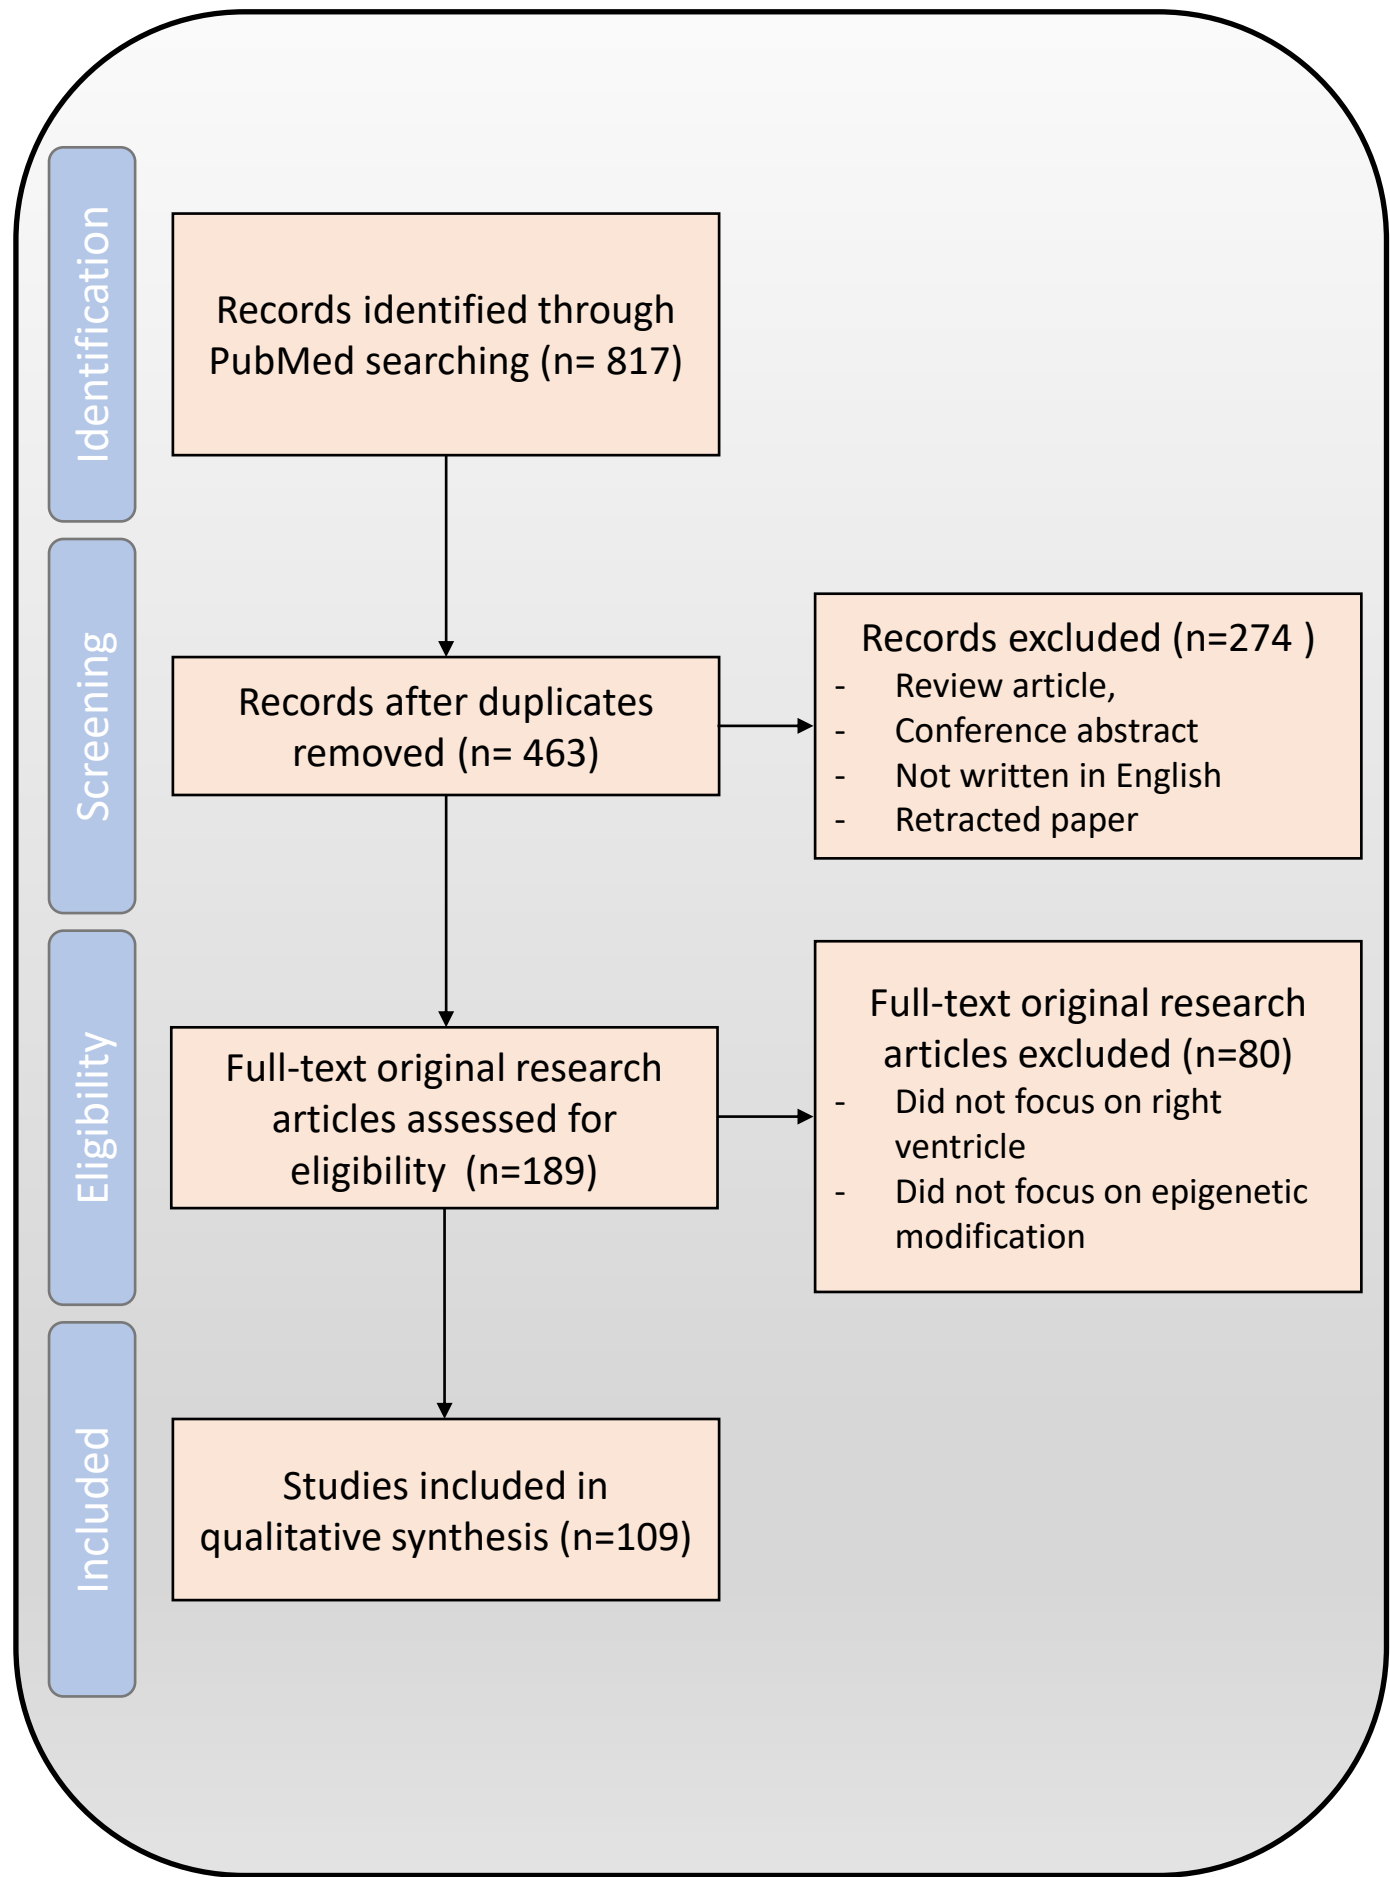 Identification
Records identified through
PubMed searching (n= 817)
Screening
Records after duplicates
removed (n= 463)
Records excluded (n=274 )
- Review article,
- Conference abstract
- Not written in English
- Retracted paper
Eligibility
Full-text original research
articles assessed for
eligibility  (n=189)
Full-text original research
articles excluded (n=80)
- Did not focus on right
ventricle
- Did not focus on epigenetic
modification
Included
Studies included in
qualitative synthesis (n=109)